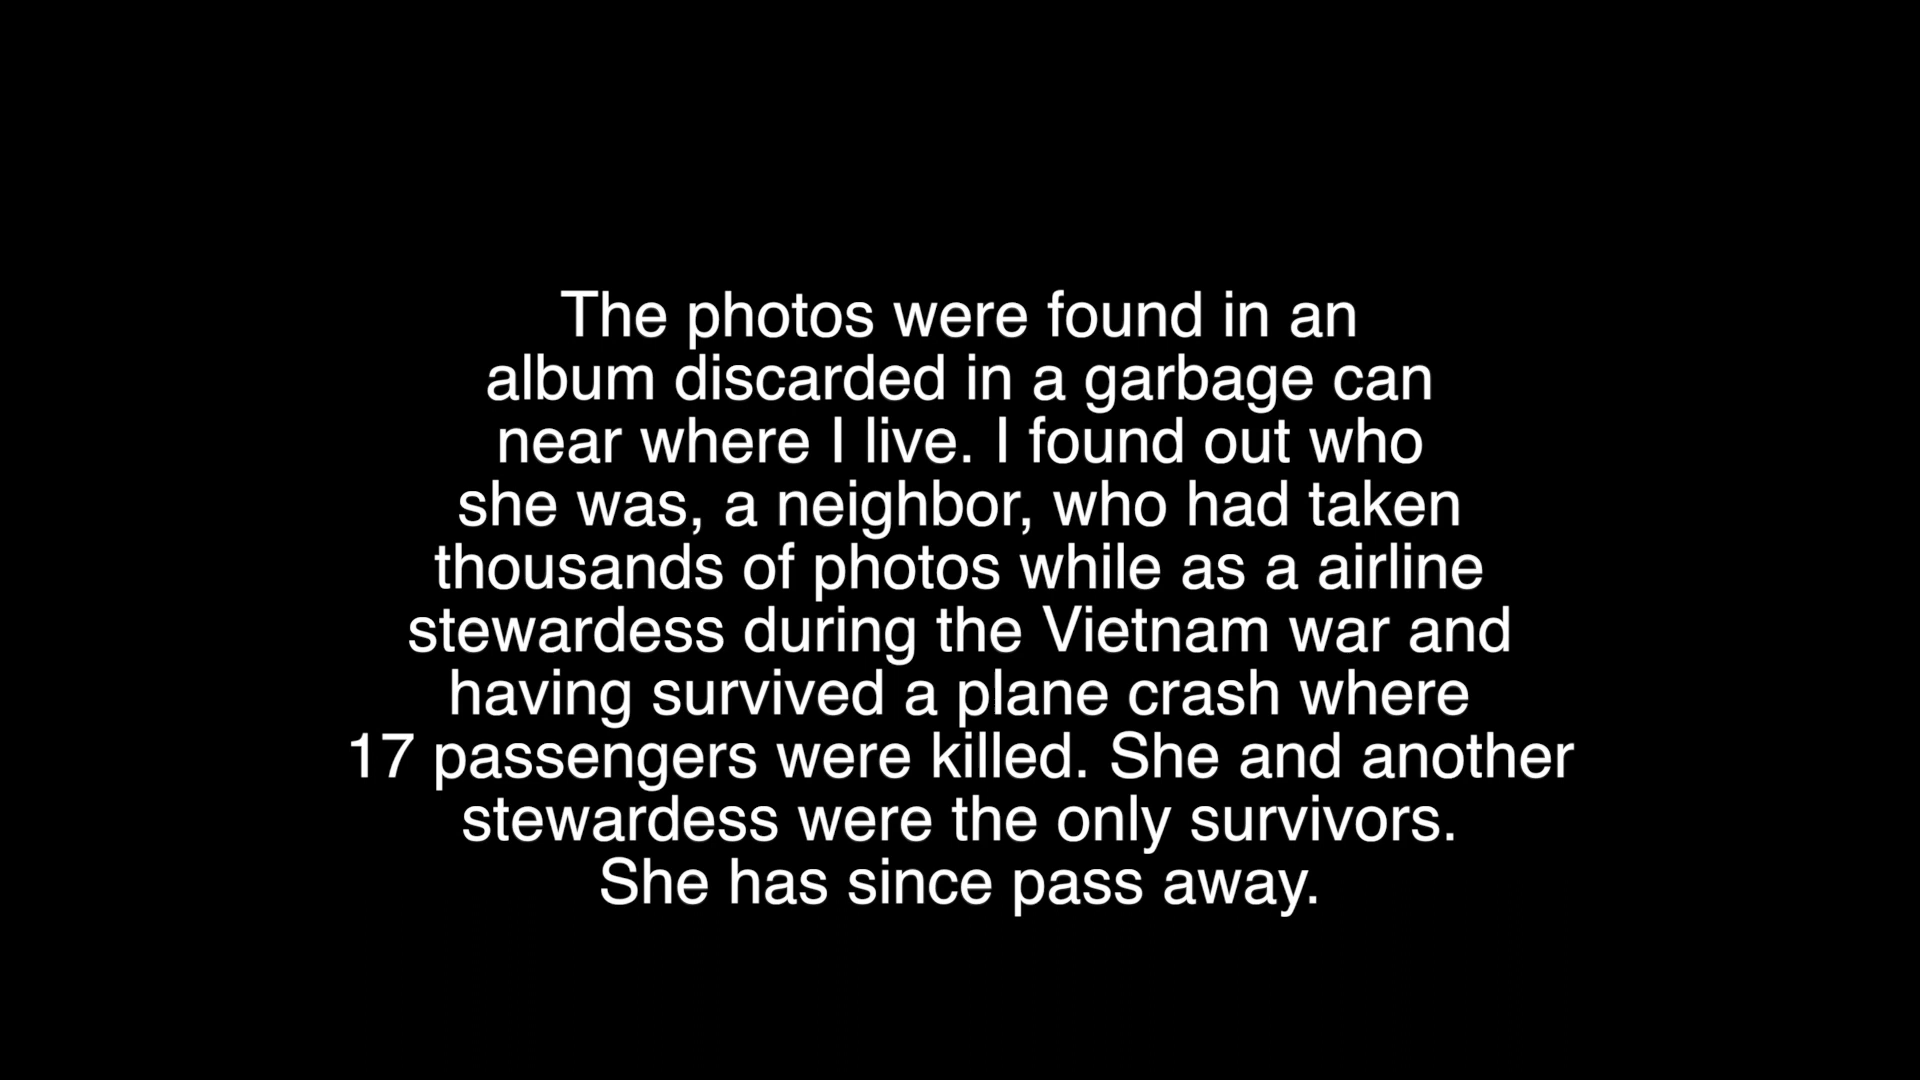 The photos were found in an
album discarded in a garbage can
near where I live. I found out who
she was, a neighbor, who had taken
thousands of photos while as a airline
stewardess during the Vietnam war and
having survived a plane crash where
17 passengers were killed. She and another
stewardess were the only survivors.
She has since pass away.